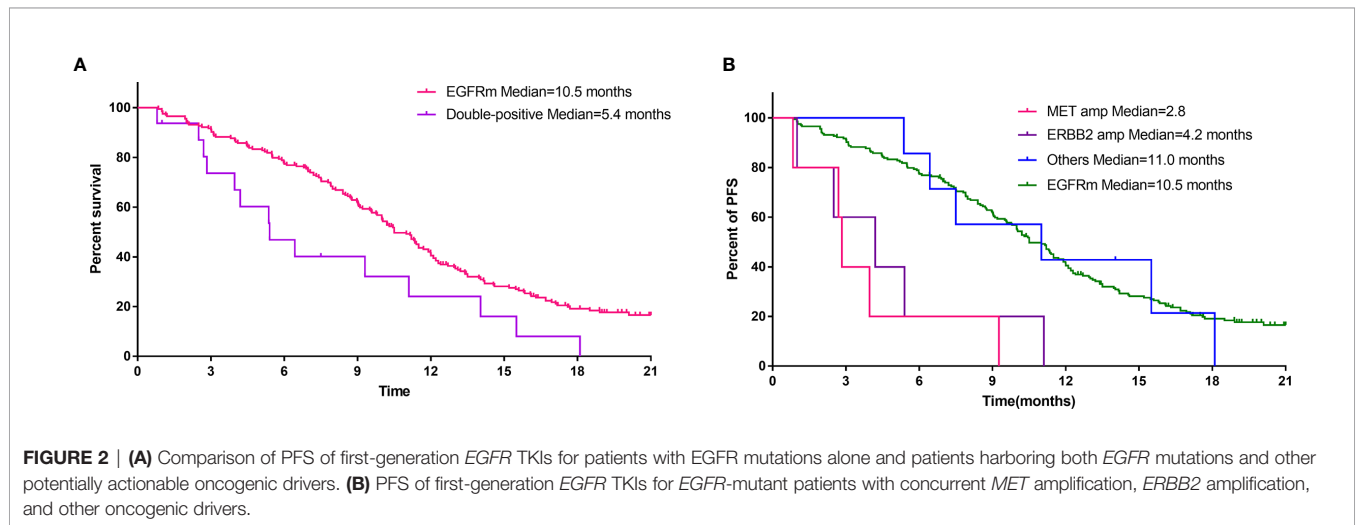 A
EGFRm Median=10.5 months
Double-positive Median=5.4 months
Percent survival
100
80
60
40
20
0
0 3 6 9 12 15 18 21
Time
B
MET amp Median=2.8
ERBB2 amp Median=4.2 months
Others Median=11.0 months
EGFRm Median=10.5 months
Percent of PFS
100
80
60
40
20
0
0 3 6 9 12 15 18 21
Time(months)
FIGURE 2 | (A) Comparison of PFS of first-generation EGFR TKIs for patients with EGFR mutations alone and patients harboring both EGFR mutations and other
potentially actionable oncogenic drivers. (B) PFS of first-generation EGFR TKIs for EGFR-mutant patients with concurrent MET amplification, ERBB2 amplification,
and other oncogenic drivers.